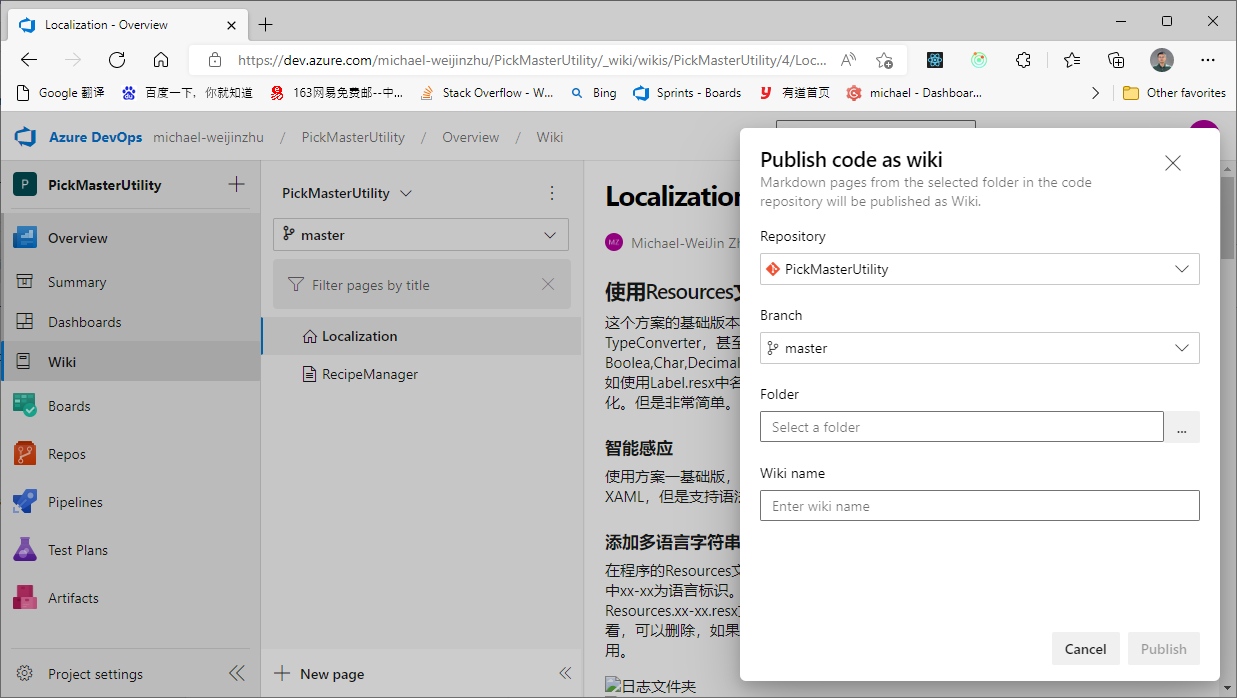 Localization - Overview
https://dev.azure.com/michael-weijinzhu/PickMasterUtility/_wiki/wikis/PickMasterUtility/4/Loc...
Google 翻译
百度一下，你就知道
163网易免费邮--中...
Stack Overflow - W...
Bing
Sprints - Boards
有道首页
michael - Dashboar...
Other favorites
Azure DevOps
michael-weijinzhu / PickMasterUtility / Overview / Wiki
P
PickMasterUtility
Overview
Summary
Dashboards
Wiki
Boards
Repos
Pipelines
Test Plans
Artifacts
Project settings
PickMasterUtility
master
Filter pages by title
Localization
RecipeManager
New page
Localization
MZ
Michael-WeiJin Zh
使用Resources文
这个方案的基础版本
TypeConverter，甚至
Boolea,Char,Decimal
如使用Label.resx中名
化。但是非常简单。
智能感应
使用方案一基础版，
XAML，但是支持语法
添加多语言字符串
在程序的Resources文
中xx-xx为语言标识。
Resources.xx-xx.resx
看，可以删除，如果
用。
日志文件夹
Publish code as wiki
Markdown pages from the selected folder in the code
repository will be published as Wiki.
Repository
PickMasterUtility
Branch
master
Folder
Select a folder
...
Wiki name
Enter wiki name
Cancel
Publish